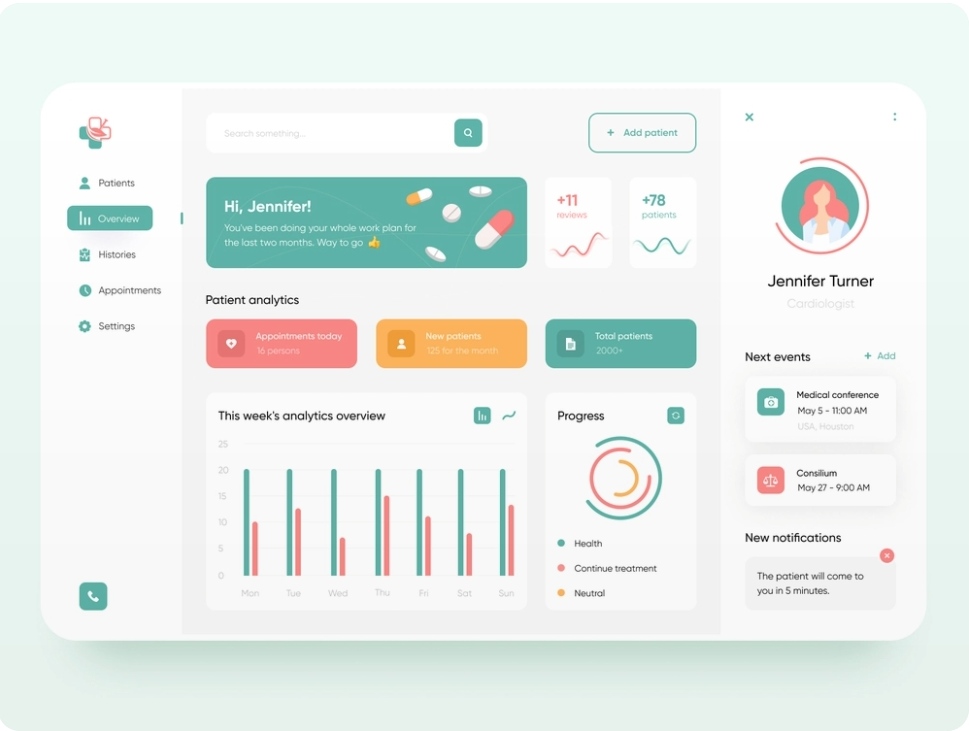 Patients
Overview
Histories
Appointments
Settings
Search something...
+ Add patient
Hi, Jennifer!
You've been doing your whole work plan for
the last two months. Way to go 👍
+11
reviews
+78
patients
Patient analytics
Appointments today
16 persons
New patients
125 for the month
Total patients
2000+
This week's analytics overview
25
20
15
10
5
0
Mon
Tue
Wed
Thu
Fri
Sat
Sun
Progress
Health
Continue treatment
Neutral
Jennifer Turner
Cardiologist
Next events
+ Add
Medical conference
May 5 - 11:00 AM
USA, Houston
Consilium
May 27 - 9:00 AM
New notifications
The patient will come to
you in 5 minutes.